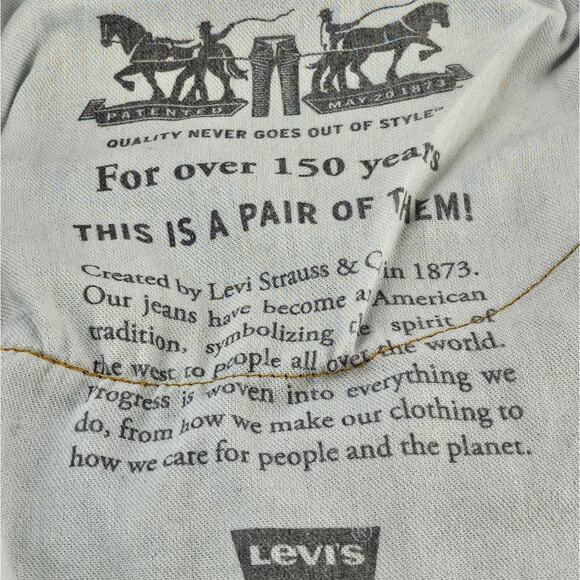 PATENTED MAY 20 1873
QUALITY NEVER GOES OUT OF STYLE™
For over 150 years
THIS IS A PAIR OF THEM!
Created by Levi Strauss & C in 1873.
Our jeans have become a American
tradition, symbolizing the spirit of
the west to people all over the world.
Progress is woven into everything we
do, from how we make our clothing to
how we care for people and the planet.
LEVI'S®